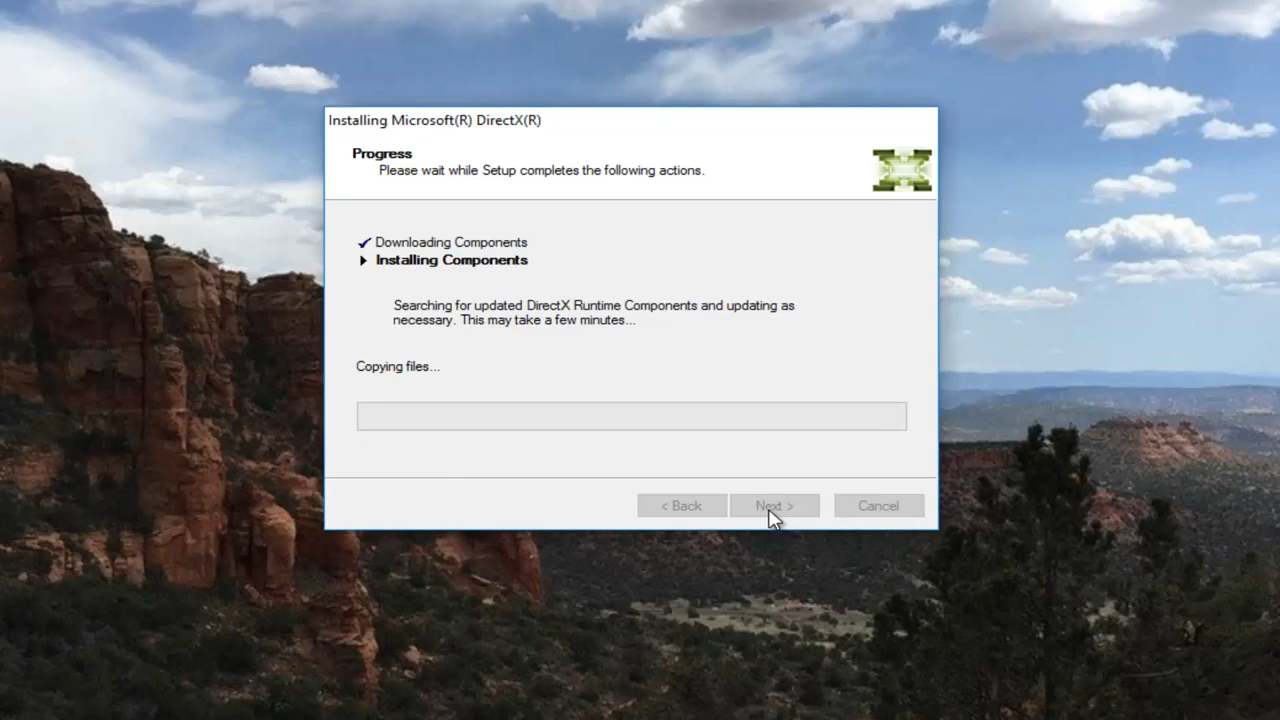 Installing Microsoft(R) DirectX(R)
Progress
Please wait while Setup completes the following actions.
Downloading Components
Installing Components
Searching for updated DirectX Runtime Components and updating as
necessary. This may take a few minutes...
Copying files...
< Back
Next >
Cancel